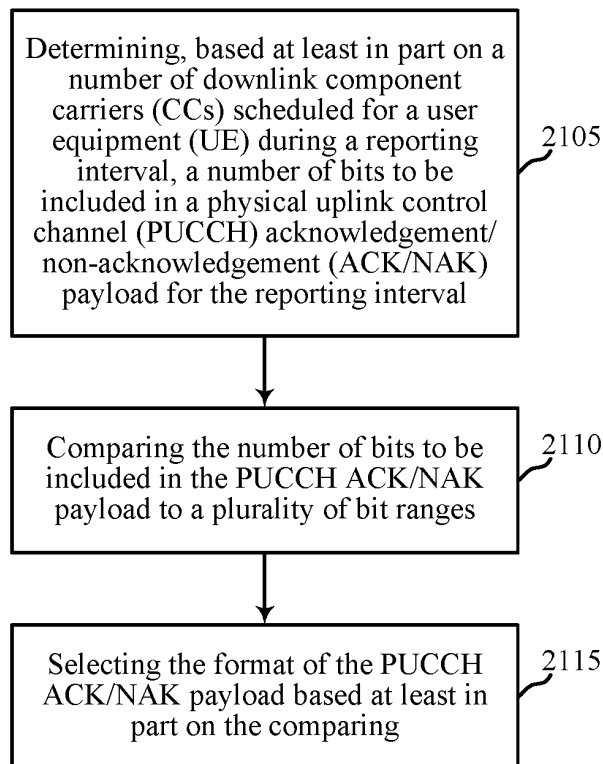 Determining, based at least in part on a
number of downlink component
carriers (CCs) scheduled for a user
equipment (UE) during a reporting
interval, a number of bits to be
included in a physical uplink control
channel (PUCCH) acknowledgement/
non-acknowledgement (ACK/NAK)
payload for the reporting interval
2105
Comparing the number of bits to be
included in the PUCCH ACK/NAK
payload to a plurality of bit ranges
2110
Selecting the format of the PUCCH
ACK/NAK payload based at least in
part on the comparing
2115